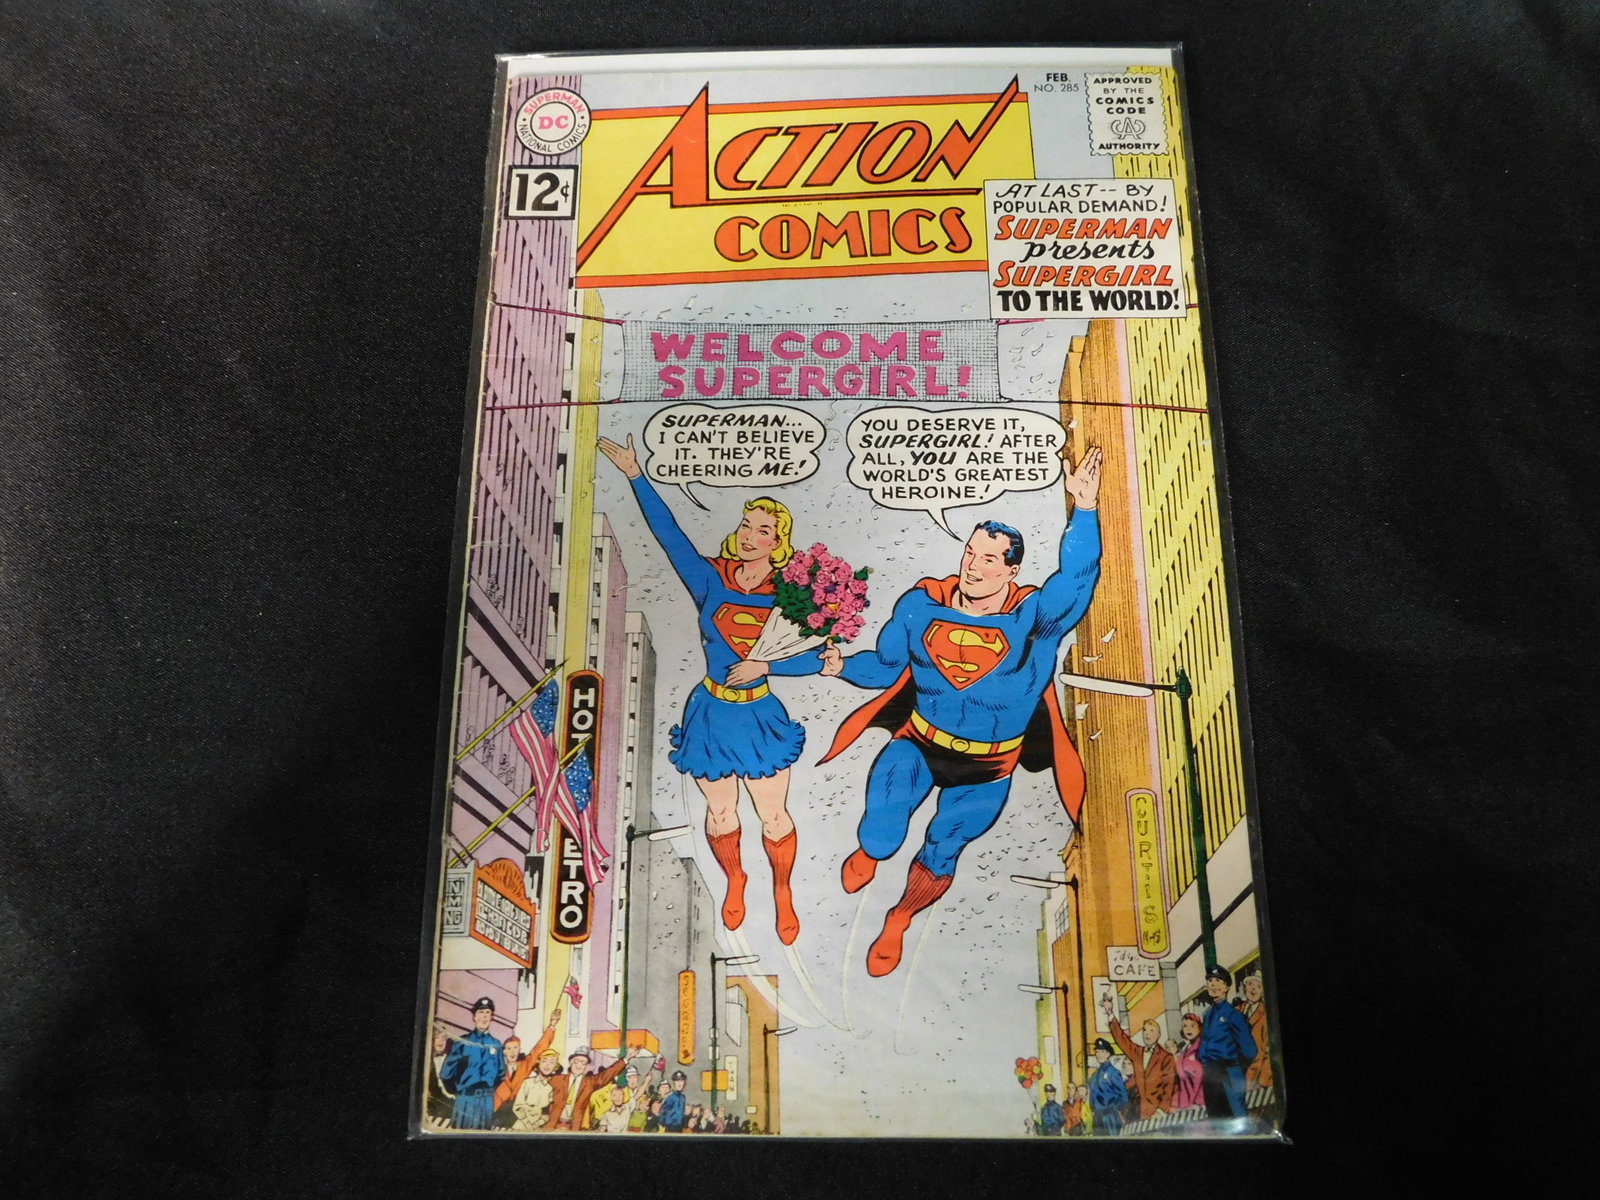 SUPERMAN
DC
NATIONAL COMICS
12¢
ACTION
COMICS
FEB.
NO. 285
APPROVED
BY THE
COMICS
CODE
AUTHORITY
AT LAST-- BY
POPULAR DEMAND!
SUPERMAN
presents
SUPERGIRL
TO THE WORLD!
WELCOME
SUPERGIRL!
SUPERMAN...
I CAN'T BELIEVE
IT. THEY'RE
CHEERING ME!
YOU DESERVE IT,
SUPERGIRL! AFTER
ALL, YOU ARE THE
WORLD'S GREATEST
HEROINE!
HOT
ETRO
CURTISS
CAFE